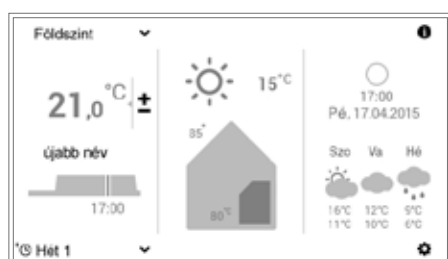 Földszint
21,0 °C ±
újabb név
17:00
Hét 1
15°C
85°
80°C
17:00
Pé. 17.04.2015
Szo Va Hé
16°C 12°C 9°C
11°C 10°C 6°C